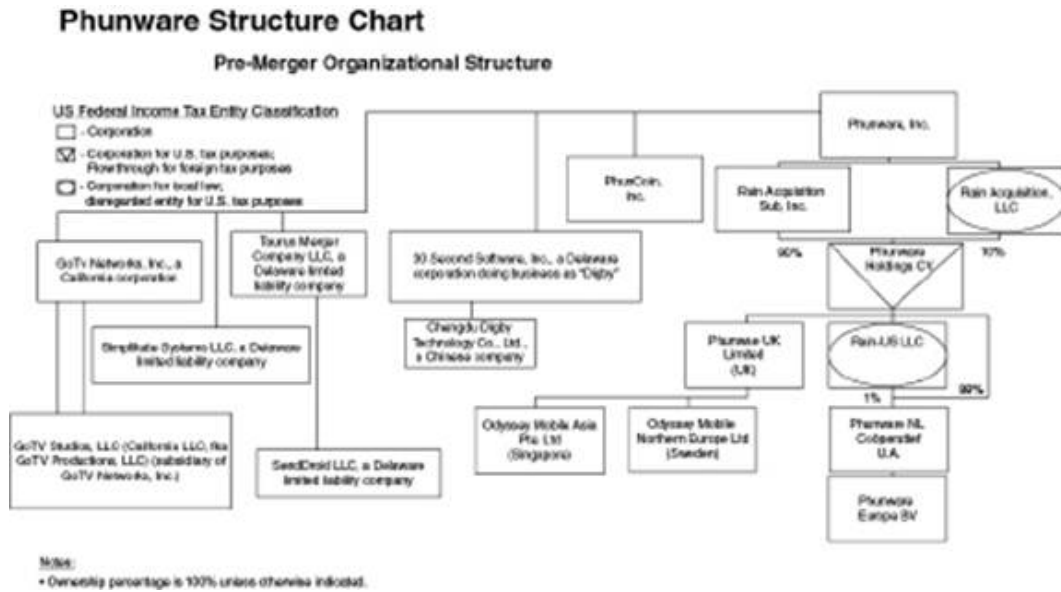 Phunware Structure Chart
Pre-Merger Organizational Structure
US Federal Income Tax Entity Classification
- Corporation
- Corporation for U.S. tax purposes;
Flow through for foreign tax purposes
- Corporation for local law;
disregarded entity for U.S. tax purposes
Phunware, Inc.
PhunCoin,
Inc.
Rain Acquisition
Sub, Inc.
Rain Acquisition,
LLC
GoTv Networks, Inc., a
California corporation
Taurus Merger
Company LLC, a
Delaware limited
liability company
30 Second Software, Inc., a Delaware
corporation doing business as "Digby"
90%
Phunware
Holdings CV
10%
Simplikate Systems LLC, a Delaware
limited liability company
Chengdu Digby
Technology Co., Ltd.,
a Chinese company
Phunware UK
Limited
(UK)
Rain-US LLC
1%
99%
GoTV Studios, LLC (California LLC, fka
GoTV Productions, LLC) (subsidiary of
GoTV Networks, Inc.)
SendDroid LLC, a Delaware
limited liability company
Odyssey Mobile Asia
Pte. Ltd
(Singapore)
Odyssey Mobile
Northern Europe Ltd
(Sweden)
Phunware NL
Coöperatief
U.A.
Phunware
Europa BV
Notes:
• Ownership percentage is 100% unless otherwise indicated.